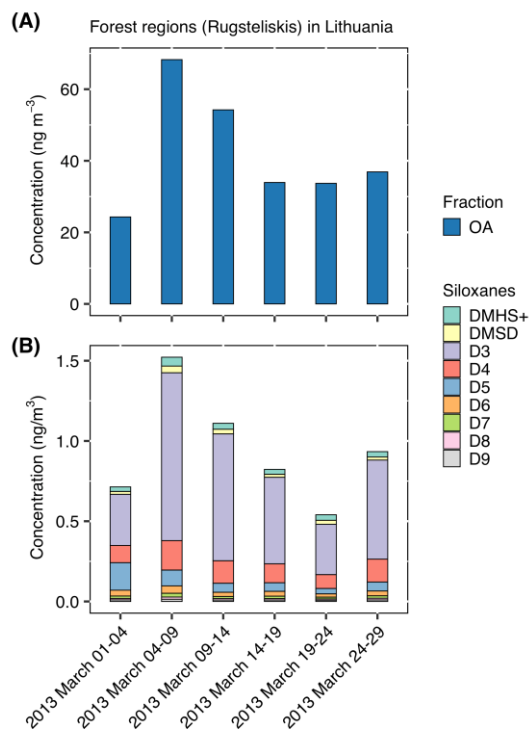 (A)
Forest regions (Rugsteliskis) in Lithuania
Concentration (ng m⁻³)
60
40
20
0
Fraction
OA
Siloxanes
DMHS+
DMSD
D3
D4
D5
D6
D7
D8
D9
(B)
Concentration (ng/m³)
1.5
1.0
0.5
0.0
2013 March 01-04
2013 March 04-09
2013 March 09-14
2013 March 14-19
2013 March 19-24
2013 March 24-29